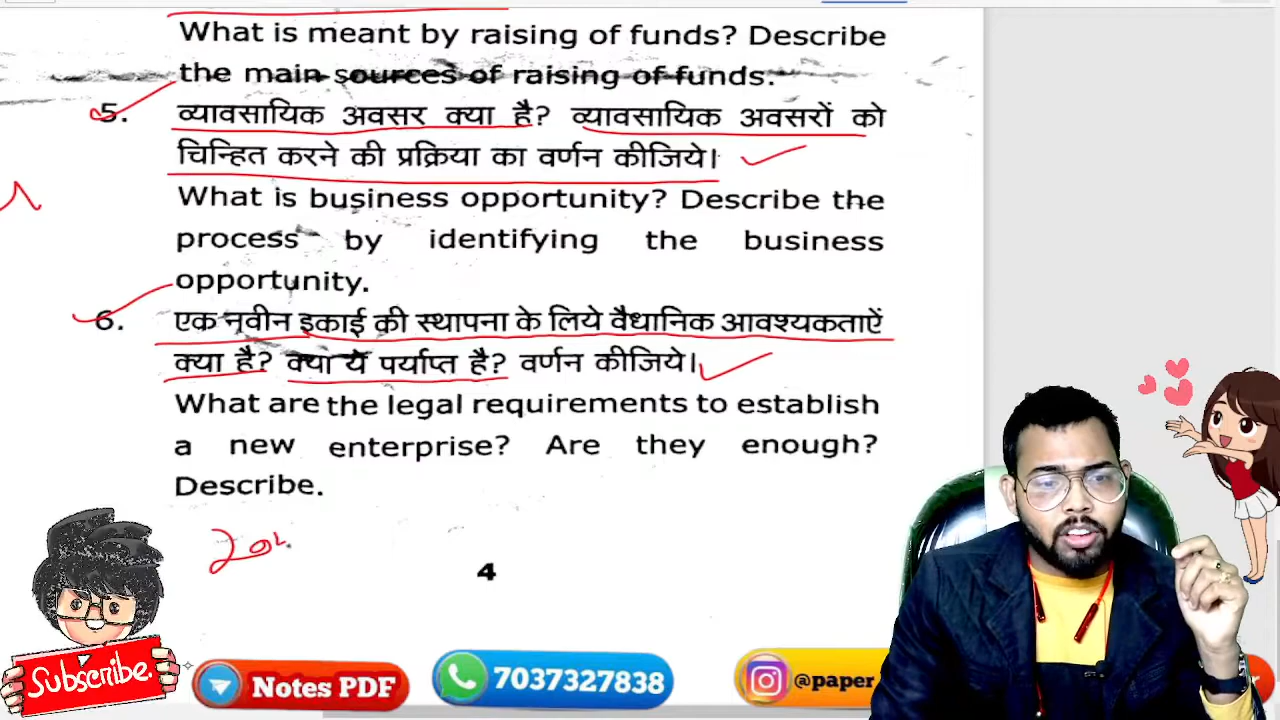 What is meant by raising of funds? Describe
the main sources of raising of funds.
5. व्यावसायिक अवसर क्या है? व्यावसायिक अवसरों को
चिन्हित करने की प्रक्रिया का वर्णन कीजिये।
What is business opportunity? Describe the
process by identifying the business
opportunity.
6. एक नवीन इकाई की स्थापना के लिये वैधानिक आवश्यकताऐं
क्या है? क्या ये पर्याप्त है? वर्णन कीजिये।
What are the legal requirements to establish
a new enterprise? Are they enough?
Describe.
4
Subscribe.
Notes PDF
7037327838
@paper